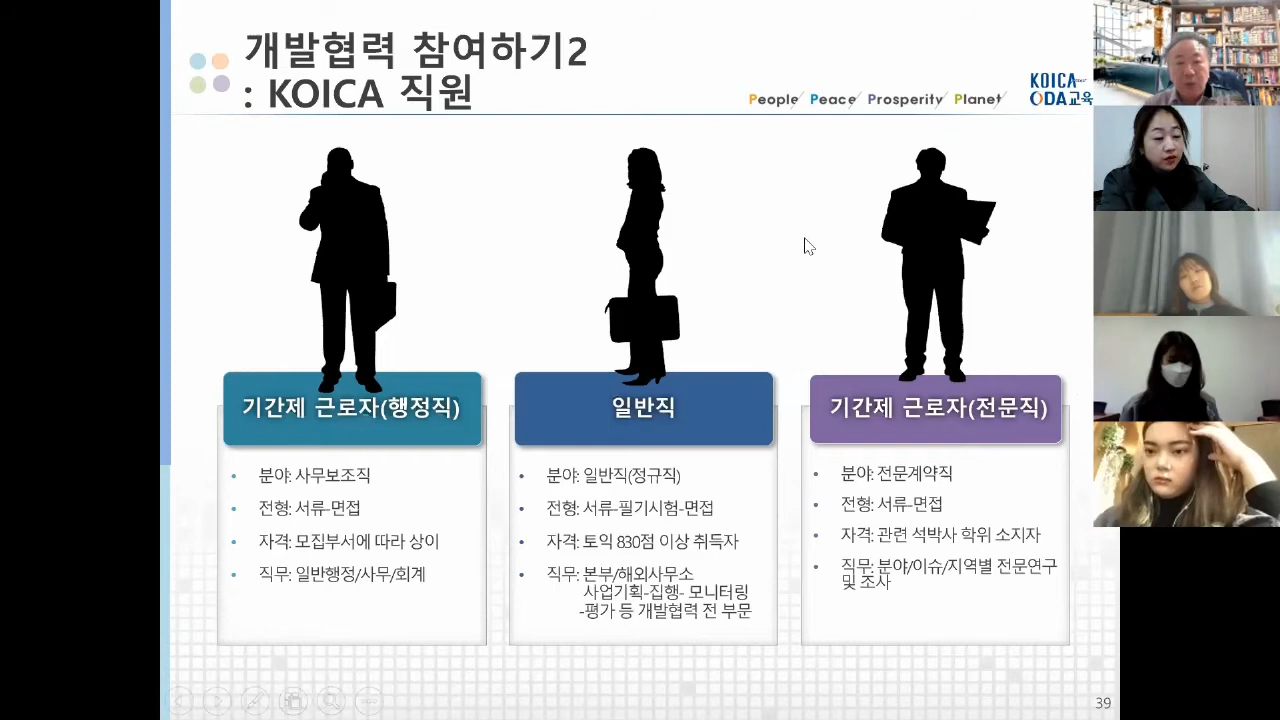 개발협력 참여하기2
: KOICA 직원
People Peace Prosperity Planet
KOICA
ODA교육
기간제 근로자(행정직)
• 분야: 사무보조직
• 전형: 서류-면접
• 자격: 모집부서에 따라 상이
• 직무: 일반행정/사무/회계
일반직
• 분야: 일반직(정규직)
• 전형: 서류-필기시험-면접
• 자격: 토익 830점 이상 취득자
• 직무: 본부/해외사무소
사업기획-집행- 모니터링
-평가 등 개발협력 전 부문
기간제 근로자(전문직)
• 분야: 전문계약직
• 전형: 서류-면접
• 자격: 관련 석박사 학위 소지자
• 직무: 분야/이슈/지역별 전문연구
및 조사
39